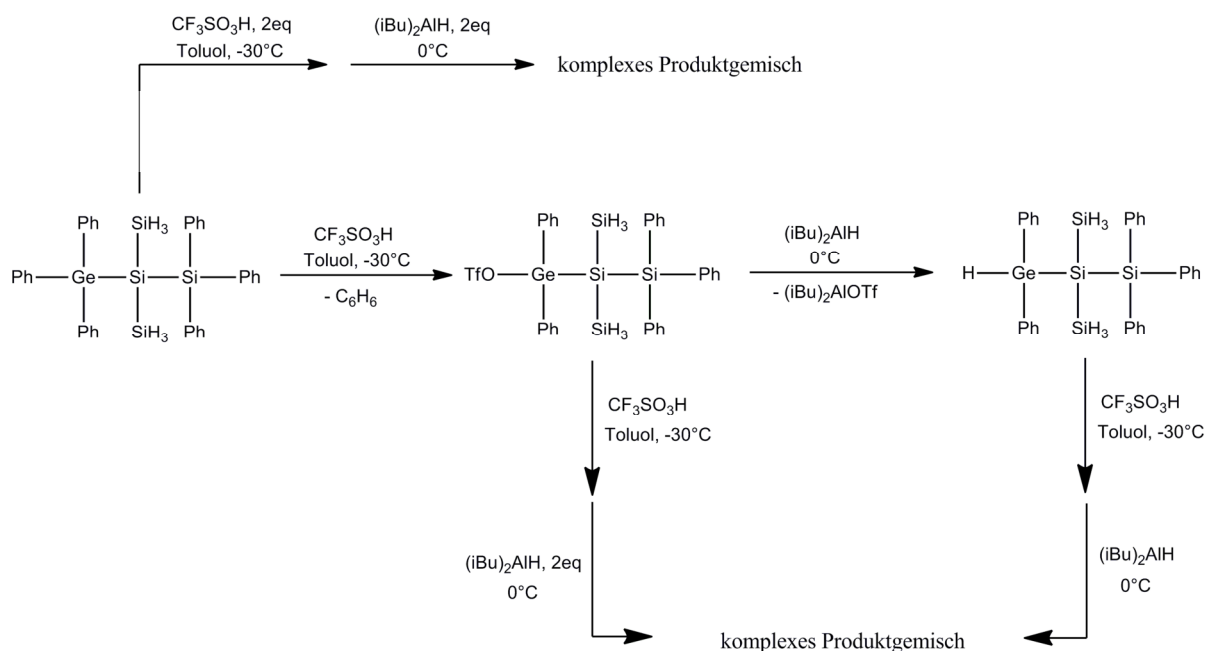 CF₃SO₃H, 2eq
Toluol, -30°C
(iBu)₂AlH, 2eq
0°C
komplexes Produktgemisch
Ph SiH₃ Ph
Ph Ge Si Si Ph
Ph SiH₃ Ph
CF₃SO₃H
Toluol, -30°C
- C₆H₆
Ph SiH₃ Ph
TfO Ge Si Si Ph
Ph SiH₃ Ph
(iBu)₂AlH
0°C
- (iBu)₂AlOTf
Ph SiH₃ Ph
H Ge Si Si Ph
Ph SiH₃ Ph
CF₃SO₃H
Toluol, -30°C
CF₃SO₃H
Toluol, -30°C
(iBu)₂AlH, 2eq
0°C
(iBu)₂AlH
0°C
komplexes Produktgemisch